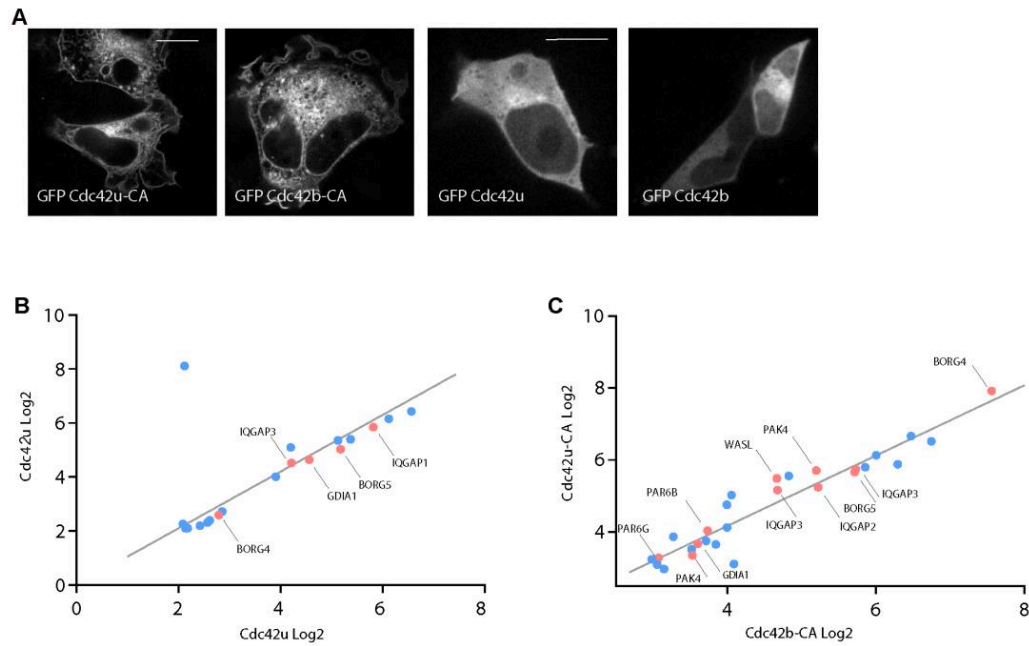 A
GFP Cdc42u-CA
GFP Cdc42b-CA
GFP Cdc42u
GFP Cdc42b
B
10
8
6
4
2
0
0
2
4
6
8
Cdc42u Log2
Cdc42u Log2
IQGAP3
GDIA1
BORG5
IQGAP1
BORG4
C
10
8
6
4
4
6
8
Cdc42u-CA Log2
Cdc42b-CA Log2
BORG4
WASL
PAK4
PAR6B
IQGAP3
PAR6G
IQGAP3
BORG5
IQGAP2
GDIA1
PAK4